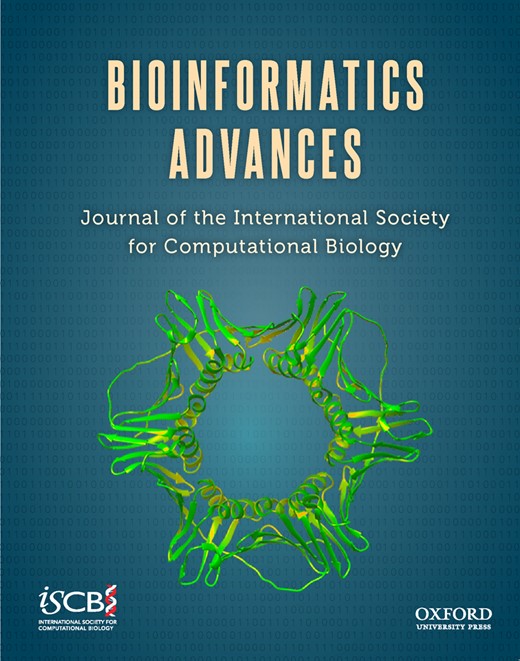 BIOINFORMATICS
ADVANCES
Journal of the International Society
for Computational Biology
iSCB
INTERNATIONAL SOCIETY FOR
COMPUTATIONAL BIOLOGY
OXFORD
UNIVERSITY PRESS